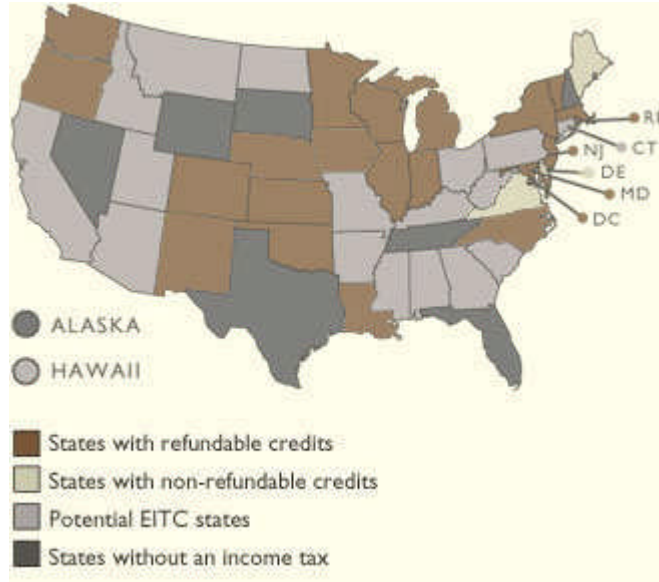 RI
CT
NJ
DE
MD
DC
ALASKA
HAWAII
States with refundable credits
States with non-refundable credits
Potential EITC states
States without an income tax